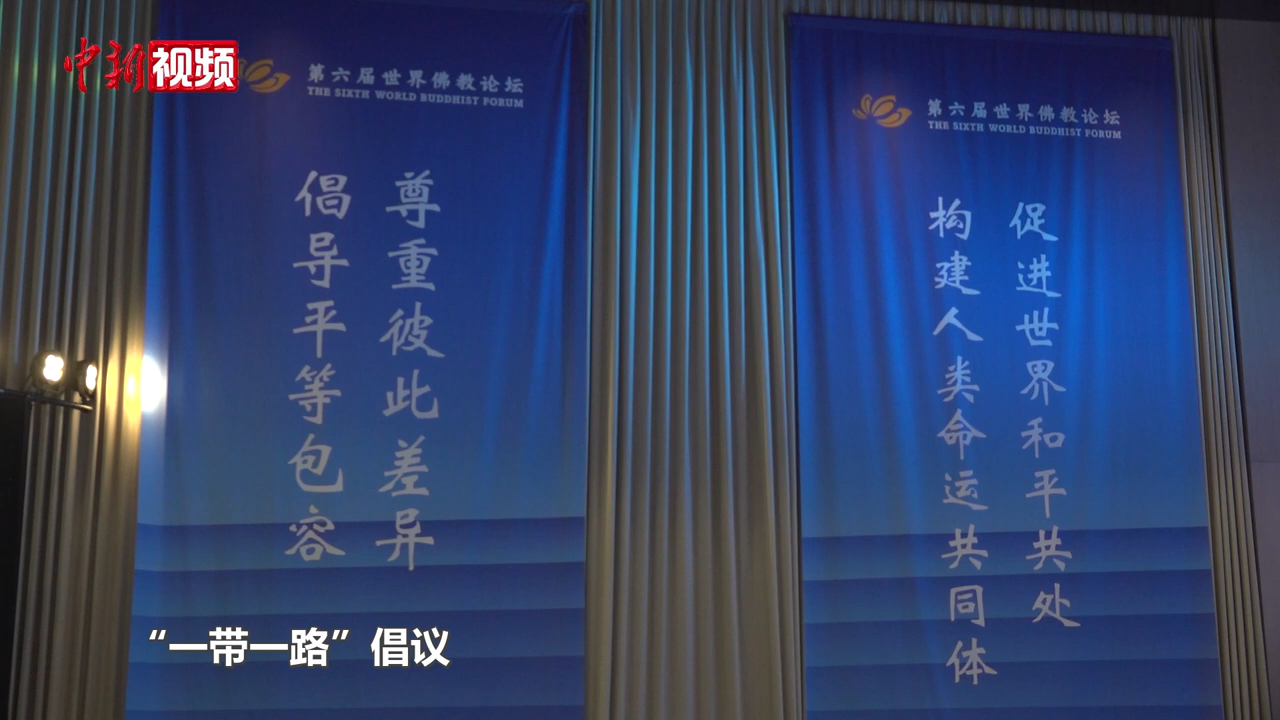 中新视频
第六届世界佛教论坛
THE SIXTH WORLD BUDDHIST FORUM
尊重彼此差异
倡导平等包容
第六届世界佛教论坛
THE SIXTH WORLD BUDDHIST FORUM
促进世界和平共处
构建人类命运共同体
“一带一路”倡议